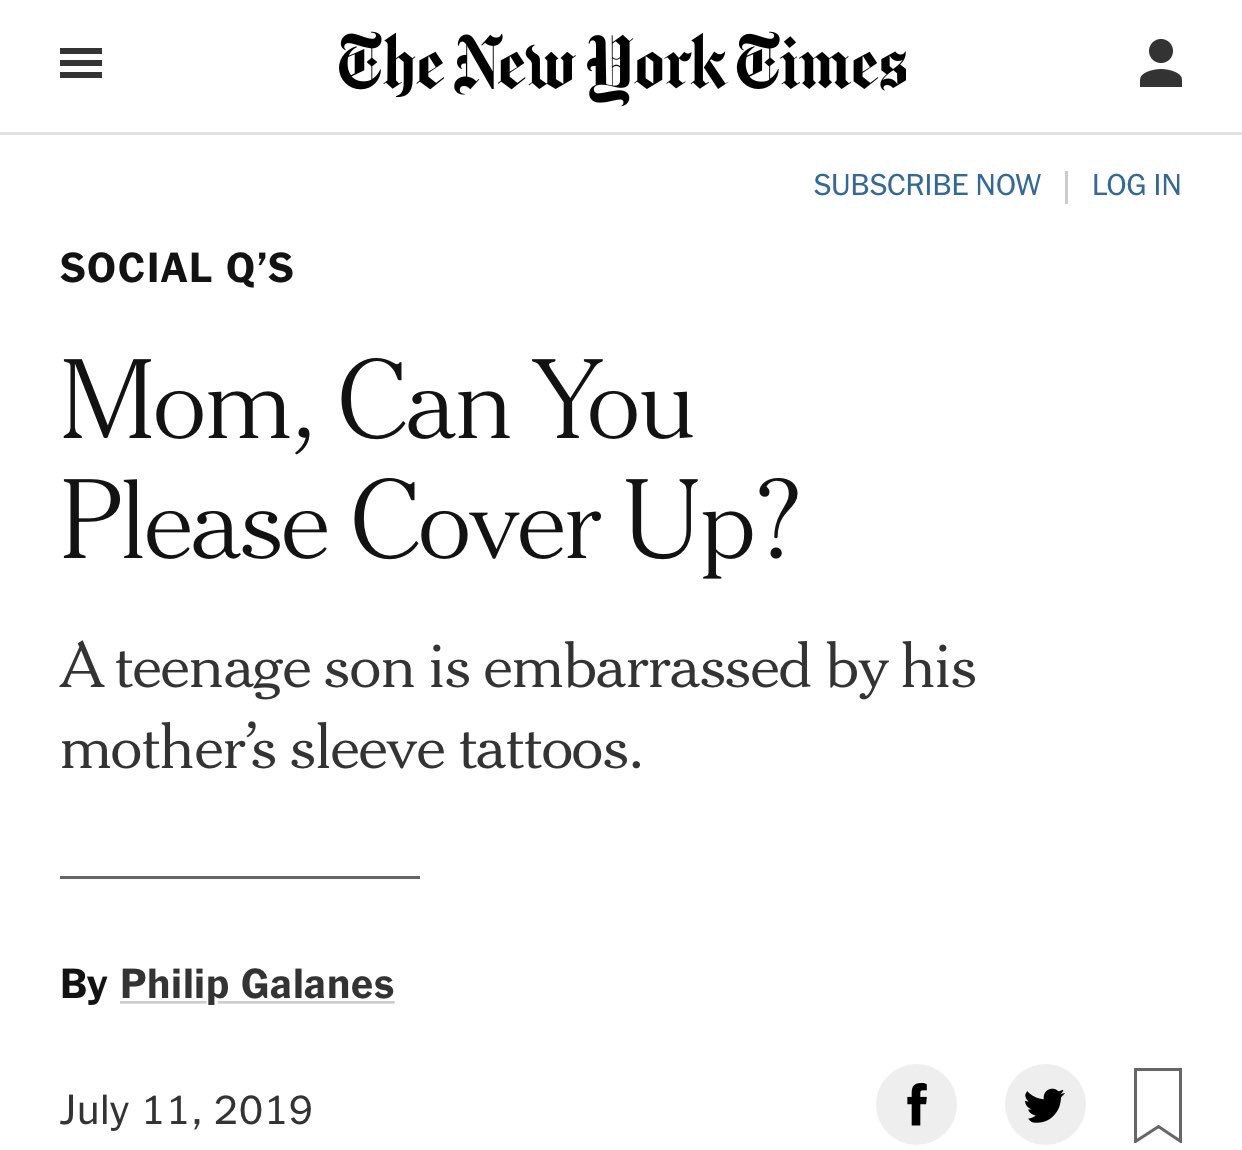 The New York Times
SUBSCRIBE NOW | LOG IN
SOCIAL Q’S
Mom, Can You
Please Cover Up?
A teenage son is embarrassed by his
mother’s sleeve tattoos.
By Philip Galanes
July 11, 2019